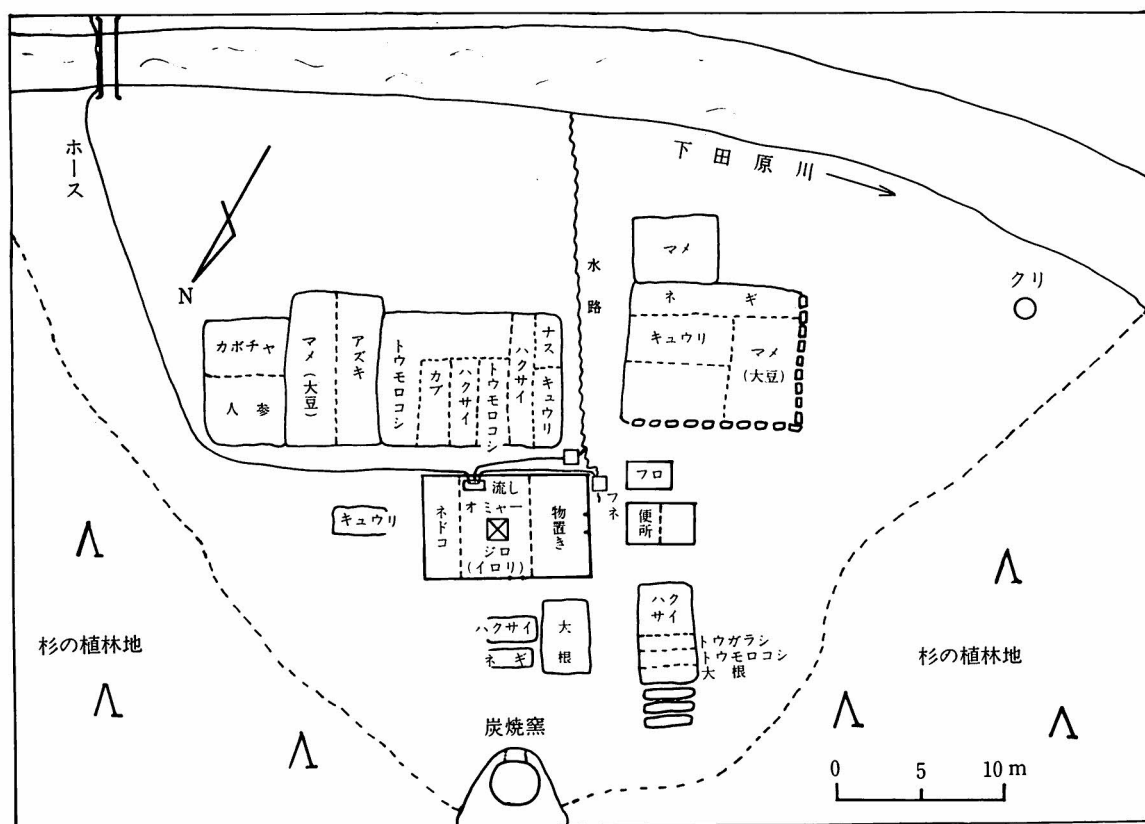 ホース
下田原川
N
水路
マメ
ネギ
キュウリ
マメ
(大豆)
クリ
カボチャ
人参
マメ(大豆)
アズキ
トウモロコシ
カブ
ハクサイ
トウモロコシ
ハクサイ
ナス
キュウリ
流し
オミャー
ネドコ
ジロ
(イロリ)
物置き
フネ
フロ
便所
キュウリ
ハクサイ
ネギ
大根
ハク
サイ
トウガラシ
トウモロコシ
大根
杉の植林地
杉の植林地
炭焼窯
0 5 10 m